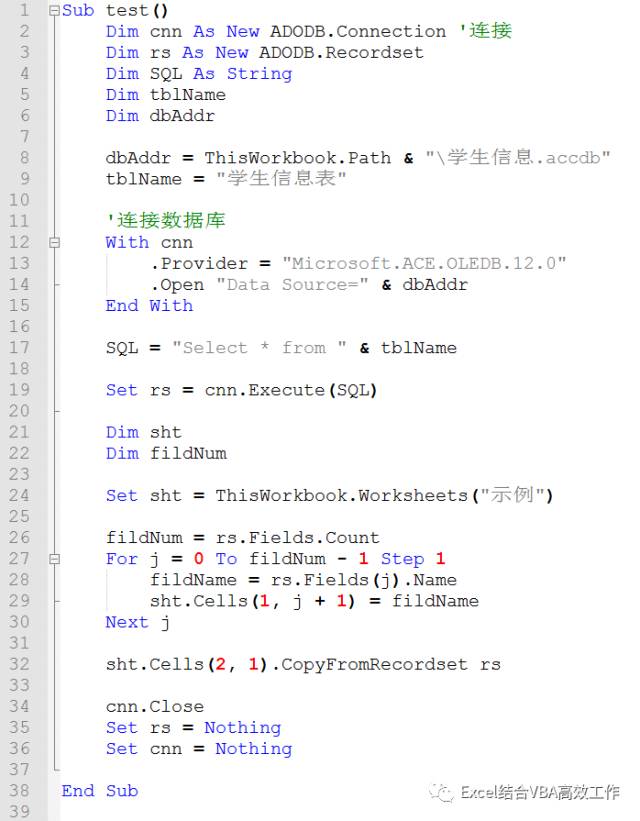 1 Sub test()
2 Dim cnn As New ADODB.Connection '连接
3 Dim rs As New ADODB.Recordset
4 Dim SQL As String
5 Dim tblName
6 Dim dbAddr
7
8 dbAddr = ThisWorkbook.Path & "\学生信息.accdb"
9 tblName = "学生信息表"
10
11 '连接数据库
12 With cnn
13 .Provider = "Microsoft.ACE.OLEDB.12.0"
14 .Open "Data Source=" & dbAddr
15 End With
16
17 SQL = "Select * from " & tblName
18
19 Set rs = cnn.Execute(SQL)
20
21 Dim sht
22 Dim fildNum
23
24 Set sht = ThisWorkbook.Worksheets("示例")
25
26 fildNum = rs.Fields.Count
27 For j = 0 To fildNum - 1 Step 1
28 fildName = rs.Fields(j).Name
29 sht.Cells(1, j + 1) = fildName
30 Next j
31
32 sht.Cells(2, 1).CopyFromRecordset rs
33
34 cnn.Close
35 Set rs = Nothing
36 Set cnn = Nothing
37
38 End Sub
39
Excel结合VBA高效工作